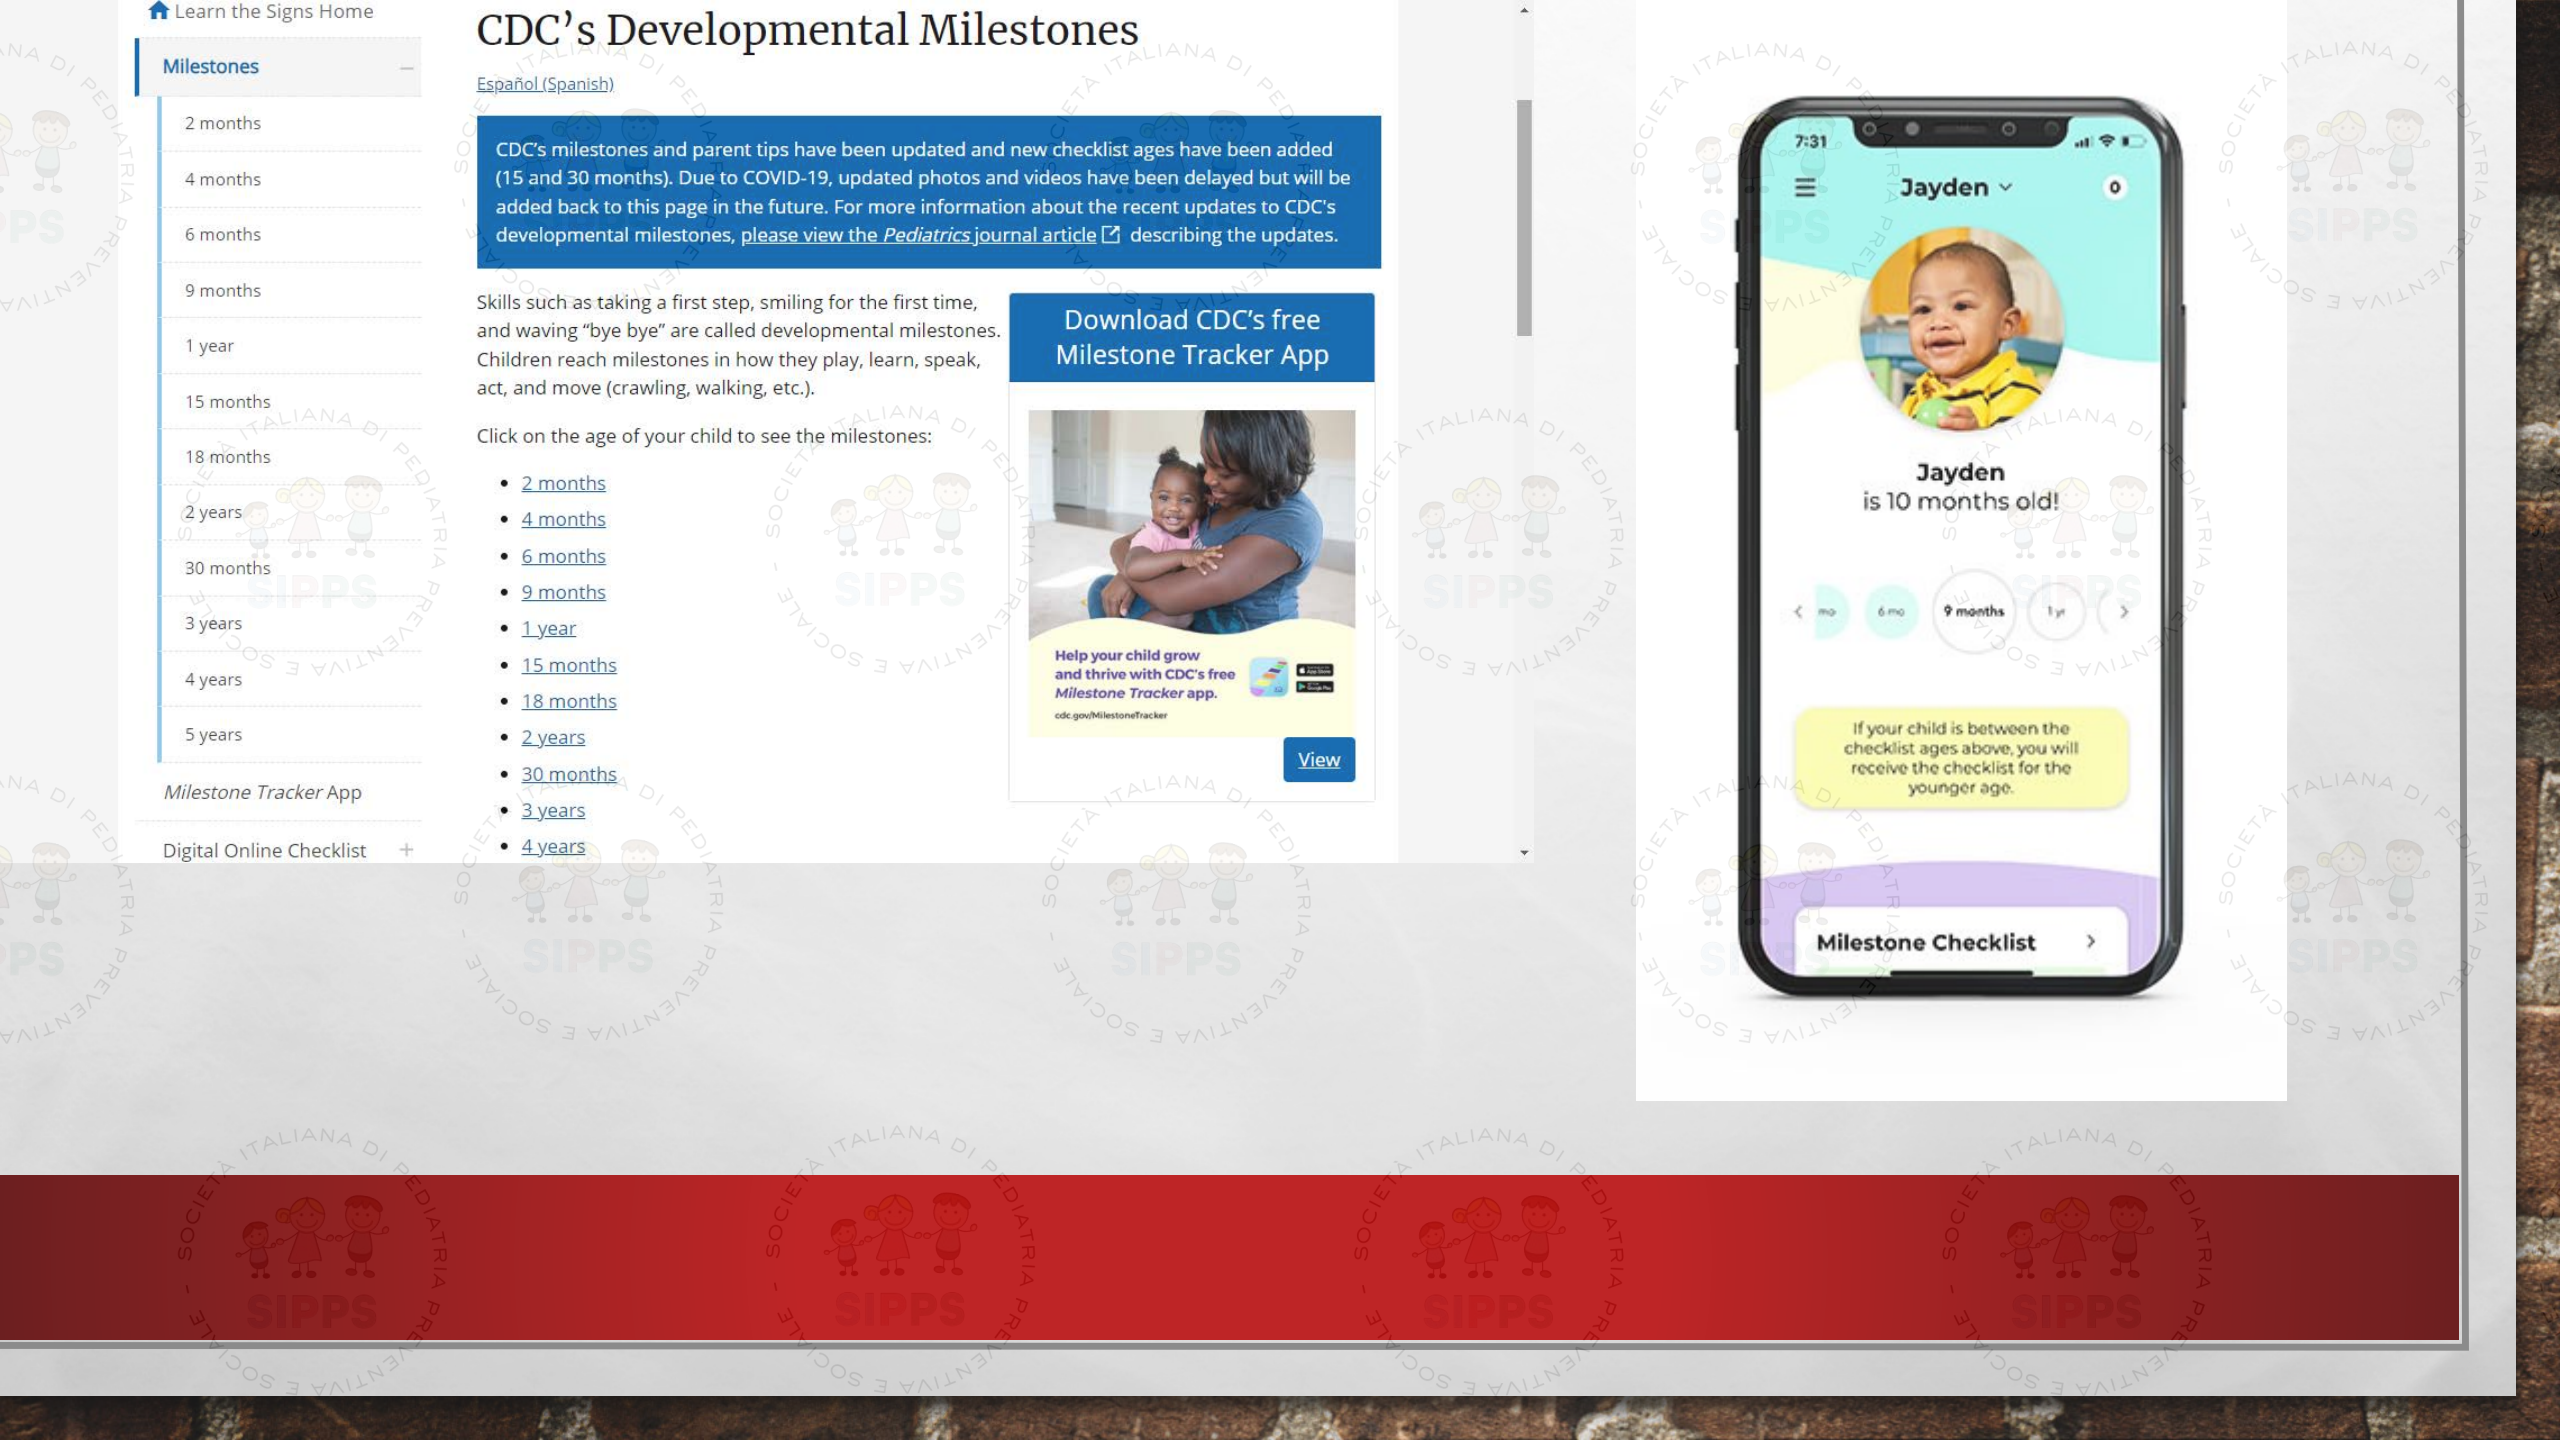 Learn the Signs Home
Milestones
2 months
4 months
6 months
9 months
1 year
15 months
18 months
2 years
30 months
3 years
4 years
5 years
Milestone Tracker App
Digital Online Checklist
CDC’s Developmental Milestones
Español (Spanish)
CDC’s milestones and parent tips have been updated and new checklist ages have been added
(15 and 30 months). Due to COVID-19, updated photos and videos have been delayed but will be
added back to this page in the future. For more information about the recent updates to CDC's
developmental milestones, please view the Pediatrics journal article describing the updates.
Skills such as taking a first step, smiling for the first time,
and waving “bye bye” are called developmental milestones.
Children reach milestones in how they play, learn, speak,
act, and move (crawling, walking, etc.).
Click on the age of your child to see the milestones:
2 months
4 months
6 months
9 months
1 year
15 months
18 months
2 years
30 months
3 years
4 years
Download CDC’s free
Milestone Tracker App
Help your child grow
and thrive with CDC's free
Milestone Tracker app.
cdc.gov/MilestoneTracker
View
7:31
Jayden
0
Jayden
is 10 months old!
mo 6 mo 9 months 1 yr
If your child is between the
checklist ages above, you will
receive the checklist for the
younger age.
Milestone Checklist
SOCIETÀ ITALIANA DI PEDIATRIA PREVENTIVA E SOCIALE
SIPPS